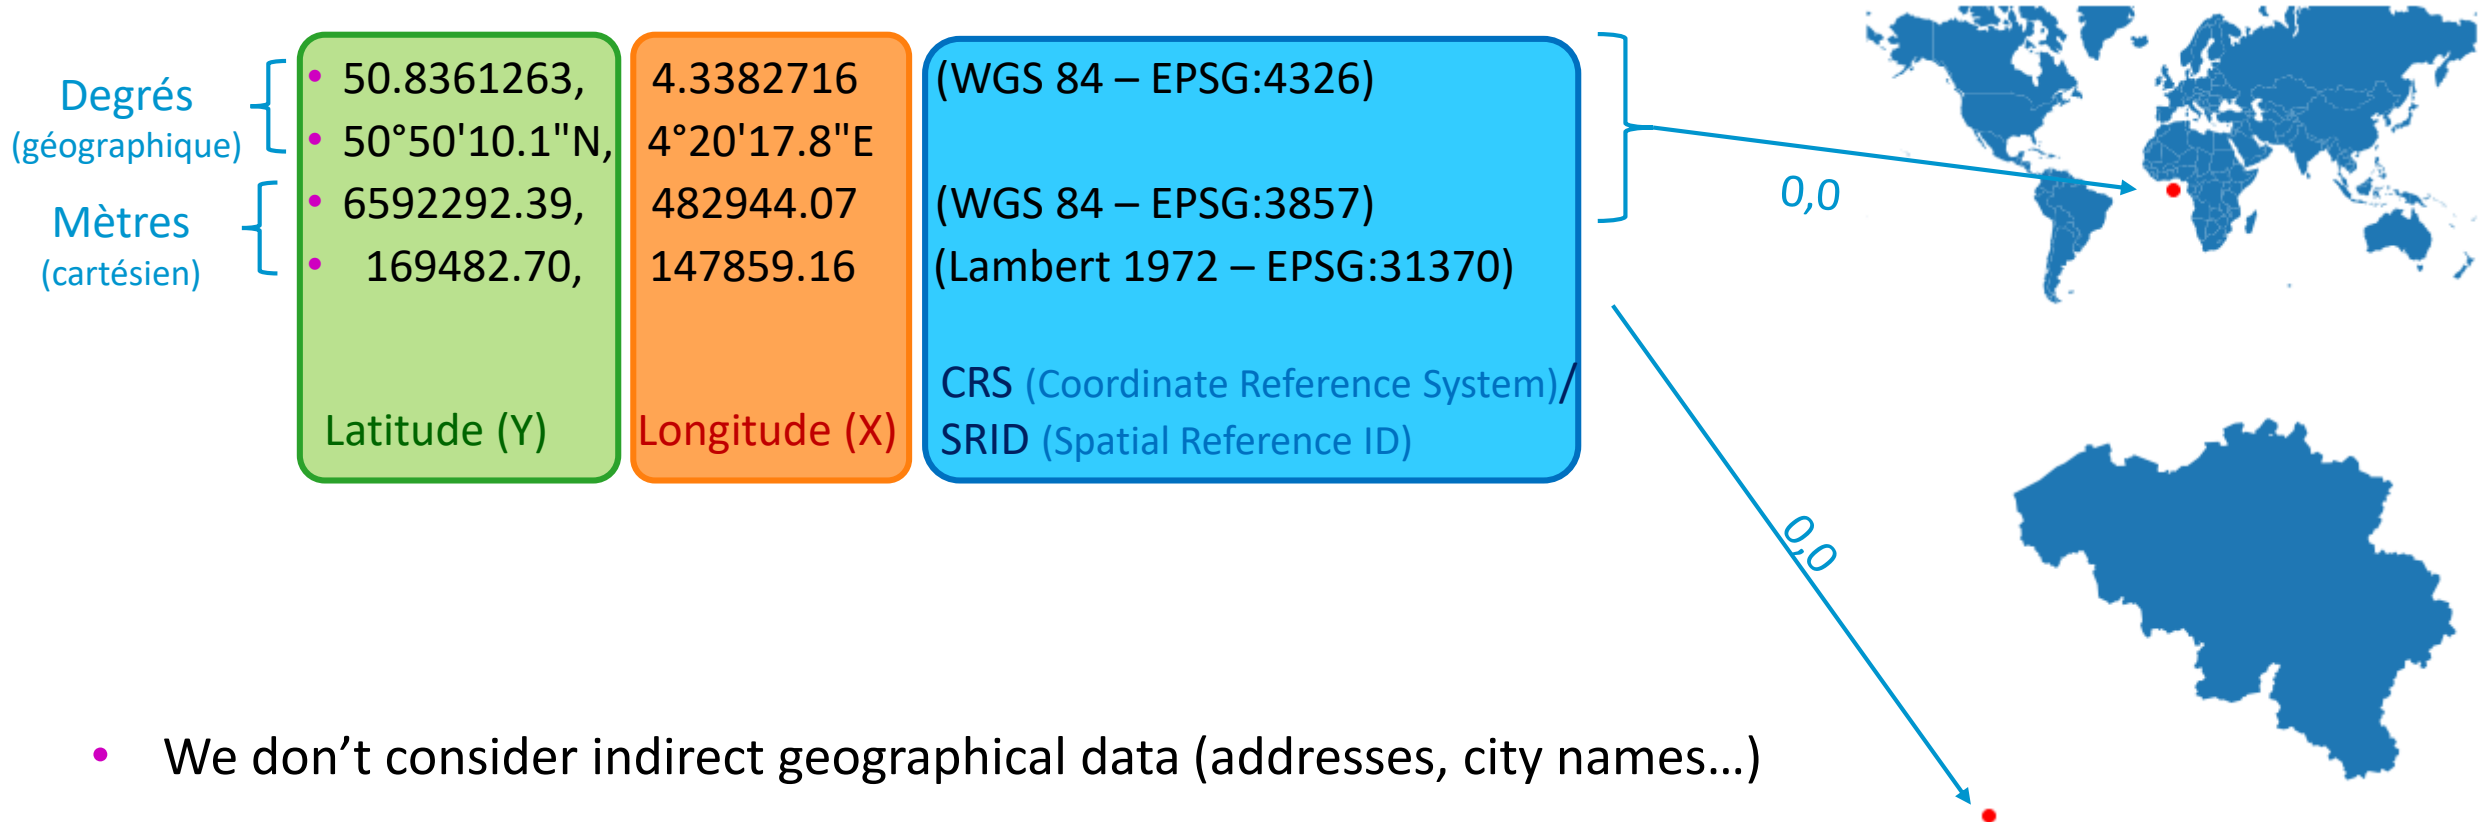 Degrés
(géographique)
Mètres
(cartésien)
• 50.8361263, 4.3382716 (WGS 84 – EPSG:4326)
• 50°50'10.1"N, 4°20'17.8"E
• 6592292.39, 482944.07 (WGS 84 – EPSG:3857)
• 169482.70, 147859.16 (Lambert 1972 – EPSG:31370)
Latitude (Y)
Longitude (X)
CRS (Coordinate Reference System)/
SRID (Spatial Reference ID)
0,0
0,0
• We don’t consider indirect geographical data (addresses, city names…)